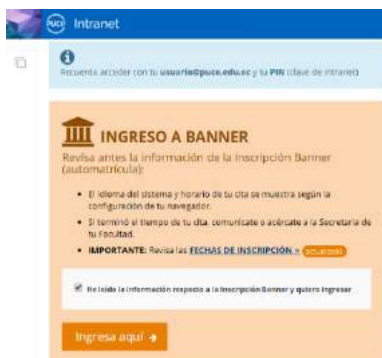 puce Intranet
Recuerda acceder con tu usuario@puce.edu.ec y tu PIN (clave de intranet)
INGRESO A BANNER
Revisa antes la información de la Inscripción Banner
(automatrícula):
El idioma del sistema y horario de tu cita se muestra según la
configuración de tu navegador.
Si terminó el tiempo de tu cita, comunícate o acércate a la Secretaría de
tu Facultad.
IMPORTANTE: Revisa las FECHAS DE INSCRIPCIÓN » actualizado
He leído la información respecto a la Inscripción Banner y quiero ingresar
Ingresa aquí →